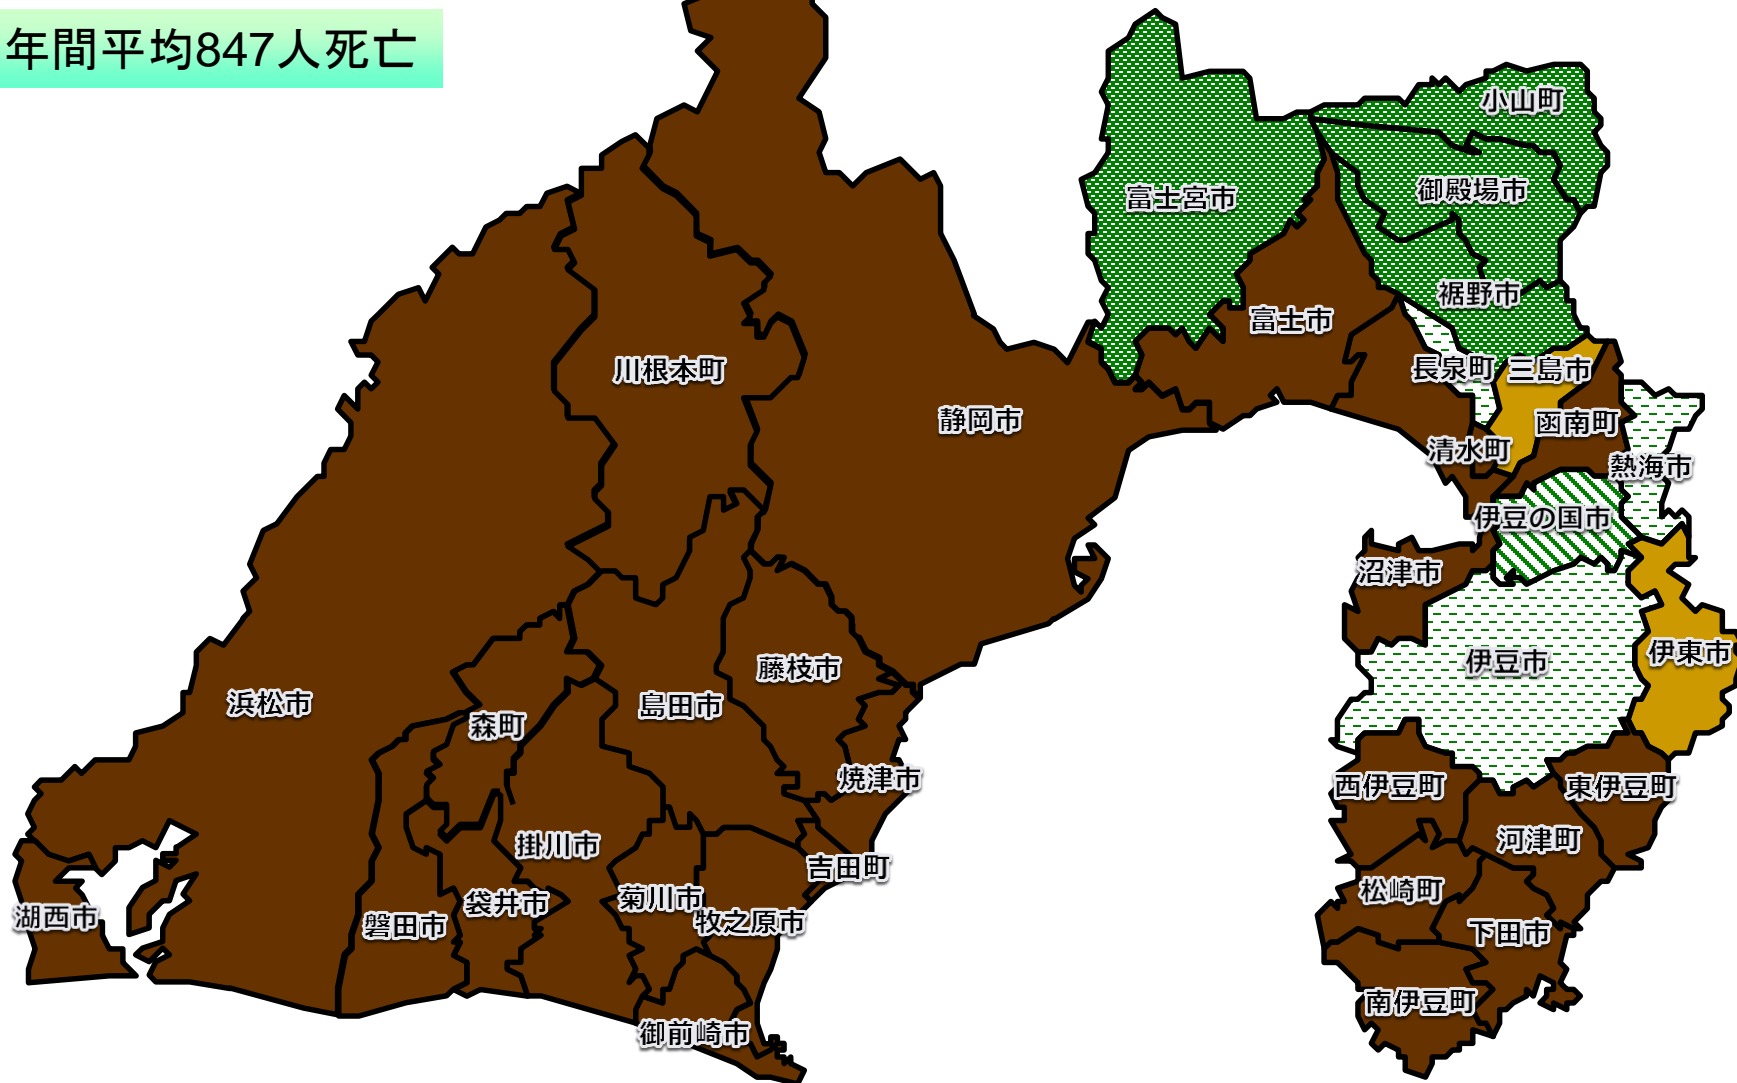 年間平均847人死亡
小山町
御殿場市
富士宮市
裾野市
富士市
長泉町
三島市
川根本町
静岡市
函南町
清水町
熱海市
伊豆の国市
沼津市
伊豆市
伊東市
藤枝市
浜松市
島田市
森町
焼津市
西伊豆町
東伊豆町
河津町
掛川市
吉田町
松崎町
菊川市
袋井市
湖西市
磐田市
牧之原市
下田市
南伊豆町
御前崎市